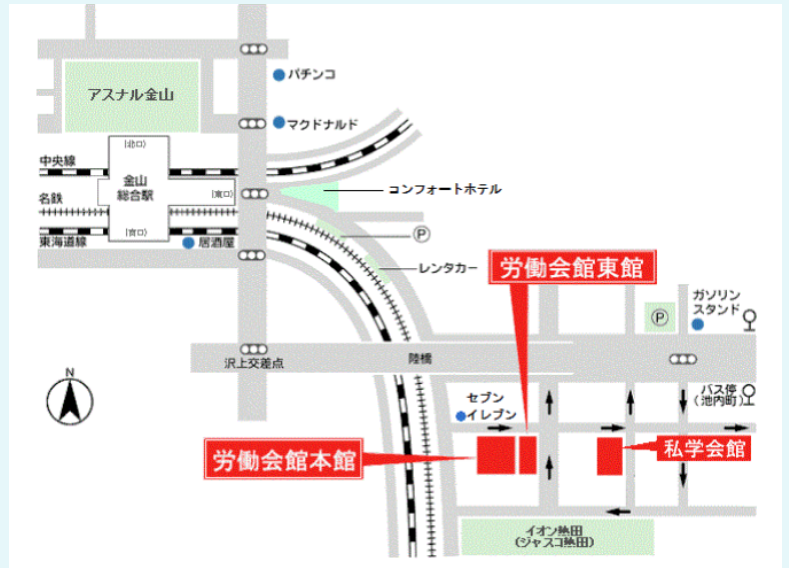 パチンコ
アスナル金山
マクドナルド
(北口)
中央線
金山
総合駅
(東口)
コンフォートホテル
名鉄
(南口)
東海道線
居酒屋
P
レンタカー
労働会館東館
ガソリン
スタンド
P
沢上交差点
陸橋
N
セブン
イレブン
バス停
(池内町)
労働会館本館
私学会館
イオン熱田
(ジャスコ熱田)